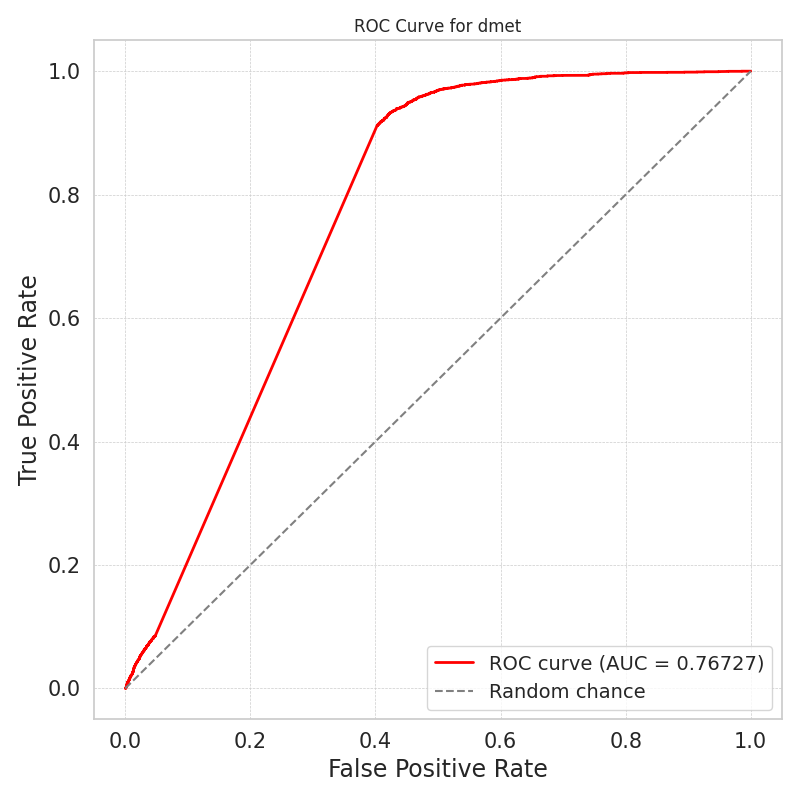 ROC Curve for dmet
True Positive Rate
1.0
0.8
0.6
0.4
0.2
0.0
ROC curve (AUC = 0.76727)
Random chance
0.0 0.2 0.4 0.6 0.8 1.0
False Positive Rate